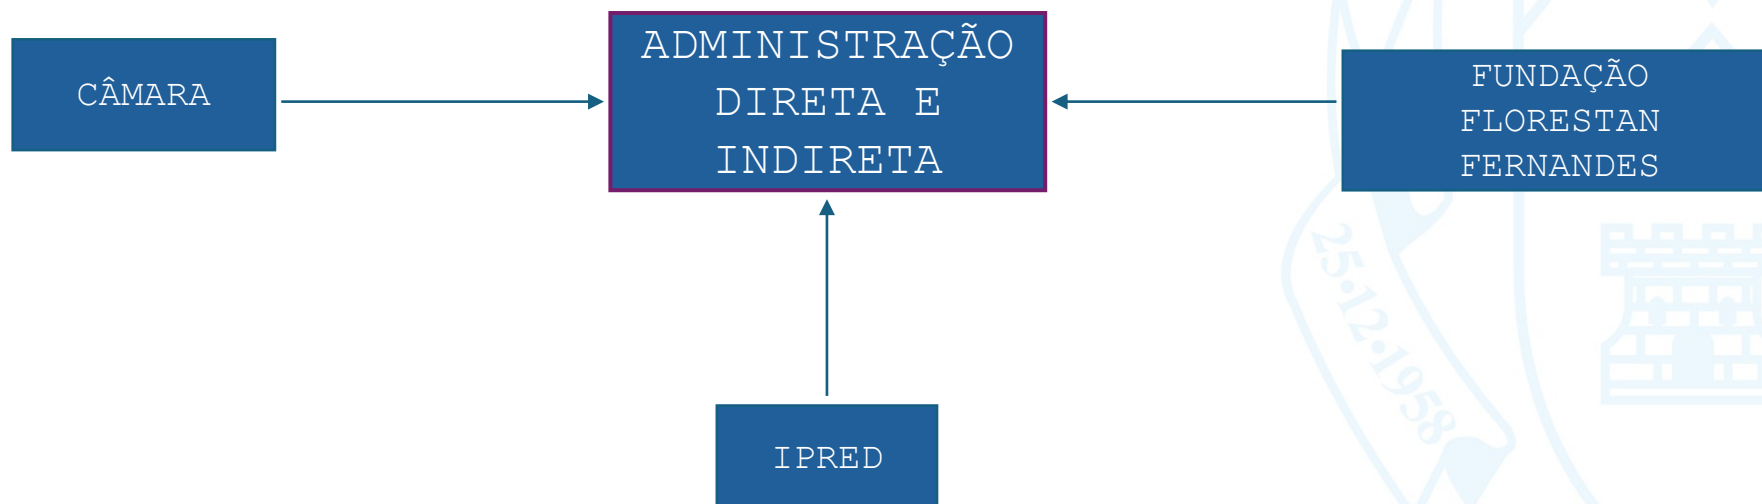 CÂMARA
ADMINISTRAÇÃO
DIRETA E
INDIRETA
FUNDAÇÃO
FLORESTAN
FERNANDES
25•12•1958
IPRED